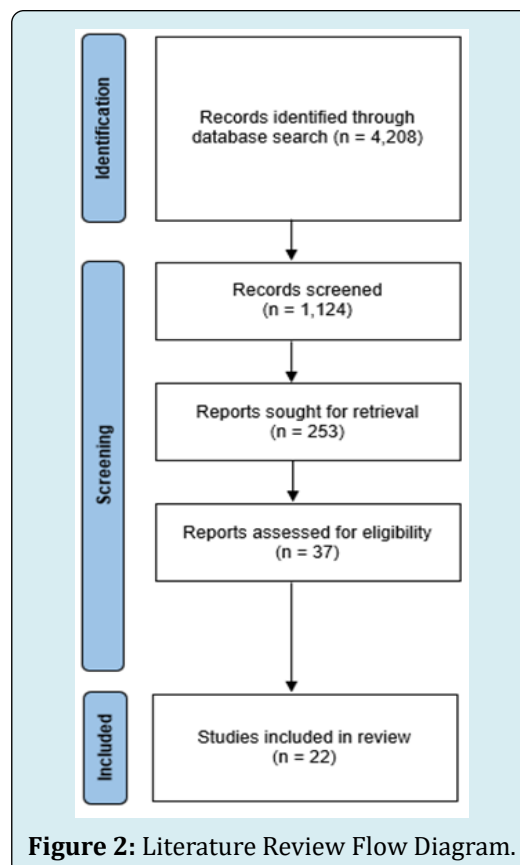 Identification
Records identified through
database search (n = 4,208)
Screening
Records screened
(n = 1,124)
Reports sought for retrieval
(n = 253)
Reports assessed for eligibility
(n = 37)
Included
Studies included in review
(n = 22)
Figure 2: Literature Review Flow Diagram.